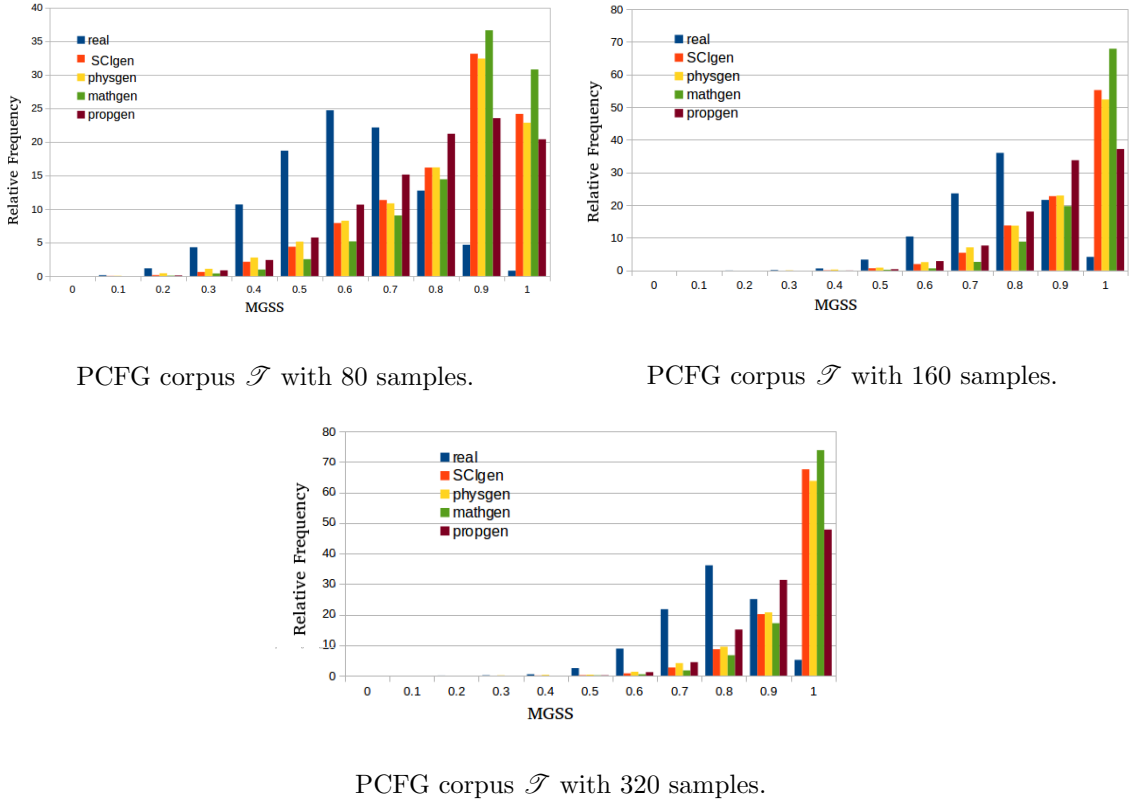 40
35
30
25
20
15
10
5
0
Relative Frequency
real
SCIgen
physgen
mathgen
propgen
0 0.1 0.2 0.3 0.4 0.5 0.6 0.7 0.8 0.9 1
MGSS
PCFG corpus 𝒯 with 80 samples.
80
70
60
50
40
30
20
10
0
Relative Frequency
real
SCIgen
physgen
mathgen
propgen
0 0.1 0.2 0.3 0.4 0.5 0.6 0.7 0.8 0.9 1
MGSS
PCFG corpus 𝒯 with 160 samples.
80
70
60
50
40
30
20
10
0
Relative Frequency
real
SCIgen
physgen
mathgen
propgen
0 0.1 0.2 0.3 0.4 0.5 0.6 0.7 0.8 0.9 1
MGSS
PCFG corpus 𝒯 with 320 samples.